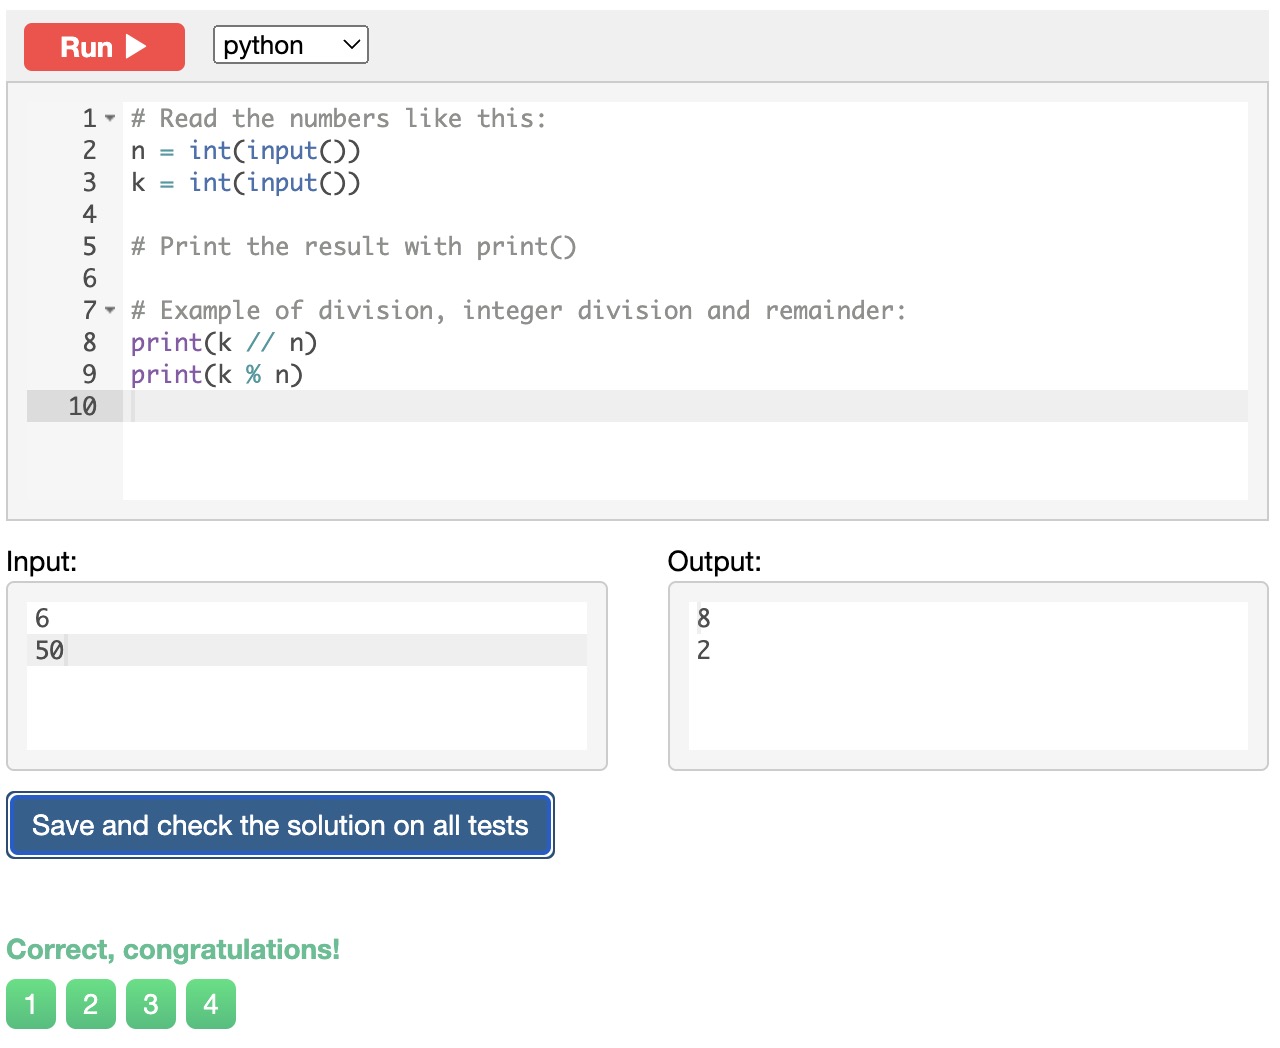 Run python
1 # Read the numbers like this:
2 n = int(input())
3 k = int(input())
4
5 # Print the result with print()
6
7 # Example of division, integer division and remainder:
8 print(k // n)
9 print(k % n)
10
Input:
6
50
Output:
8
2
Save and check the solution on all tests
Correct, congratulations!
1 2 3 4